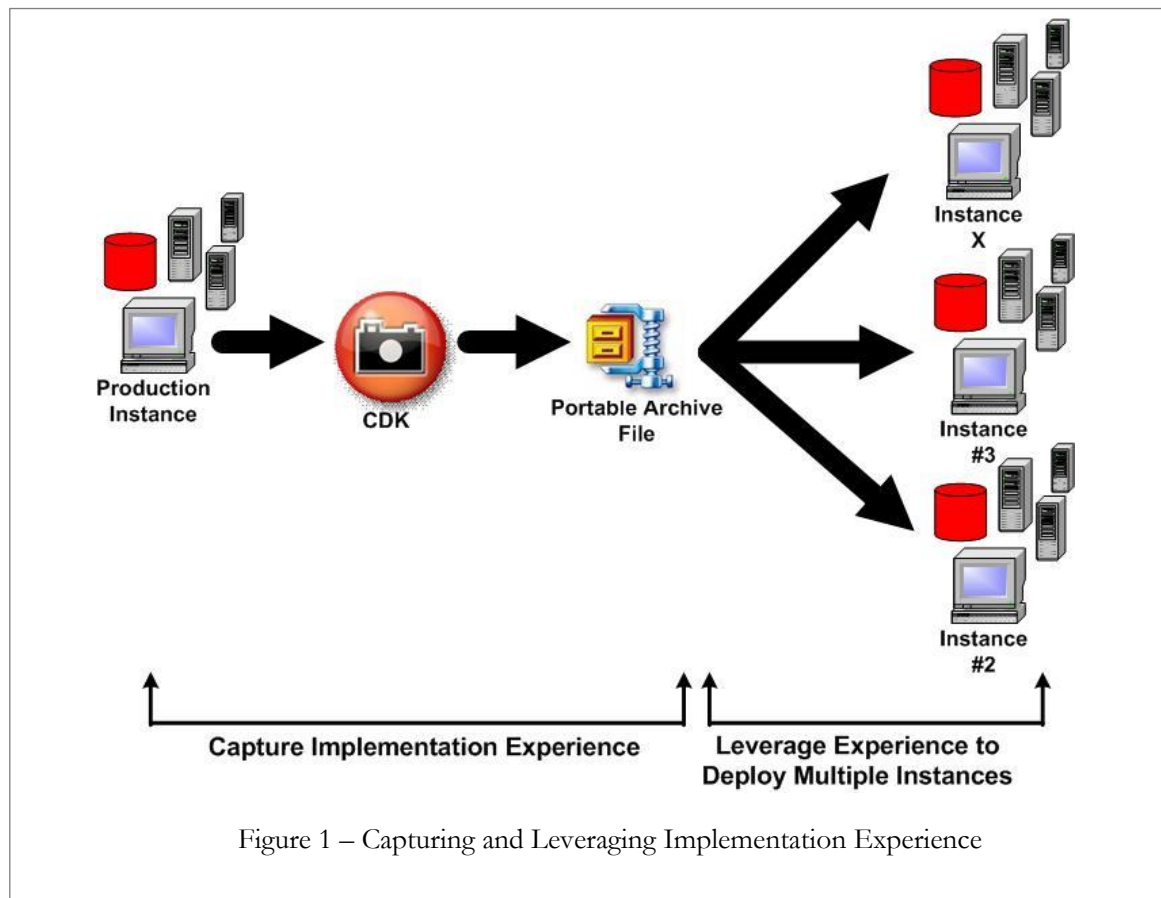 Production
Instance
CDK
Portable Archive
File
Instance
X
Instance
#3
Instance
#2
Capture Implementation Experience
Leverage Experience to
Deploy Multiple Instances
Figure 1 – Capturing and Leveraging Implementation Experience